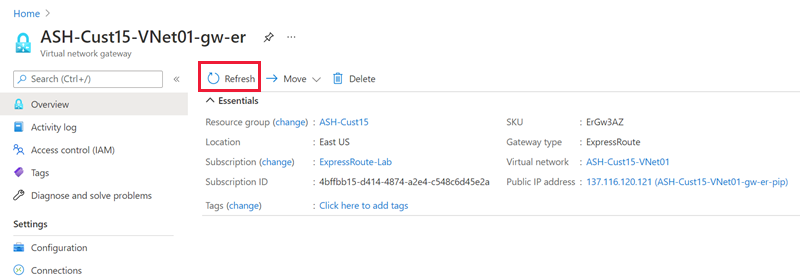 Home >
ASH-Cust15-VNet01-gw-er ...
Virtual network gateway
Search (Ctrl+/) «
Overview
Activity log
Access control (IAM)
Tags
Diagnose and solve problems
Settings
Configuration
Connections
Refresh Move Delete
Essentials
Resource group (change) : ASH-Cust15
Location : East US
Subscription (change) : ExpressRoute-Lab
Subscription ID : 4bffbb15-d414-4874-a2e4-c548c6d45e2a
Tags (change) : Click here to add tags
SKU : ErGw3AZ
Gateway type : ExpressRoute
Virtual network : ASH-Cust15-VNet01
Public IP address : 137.116.120.121 (ASH-Cust15-VNet01-gw-er-pip)